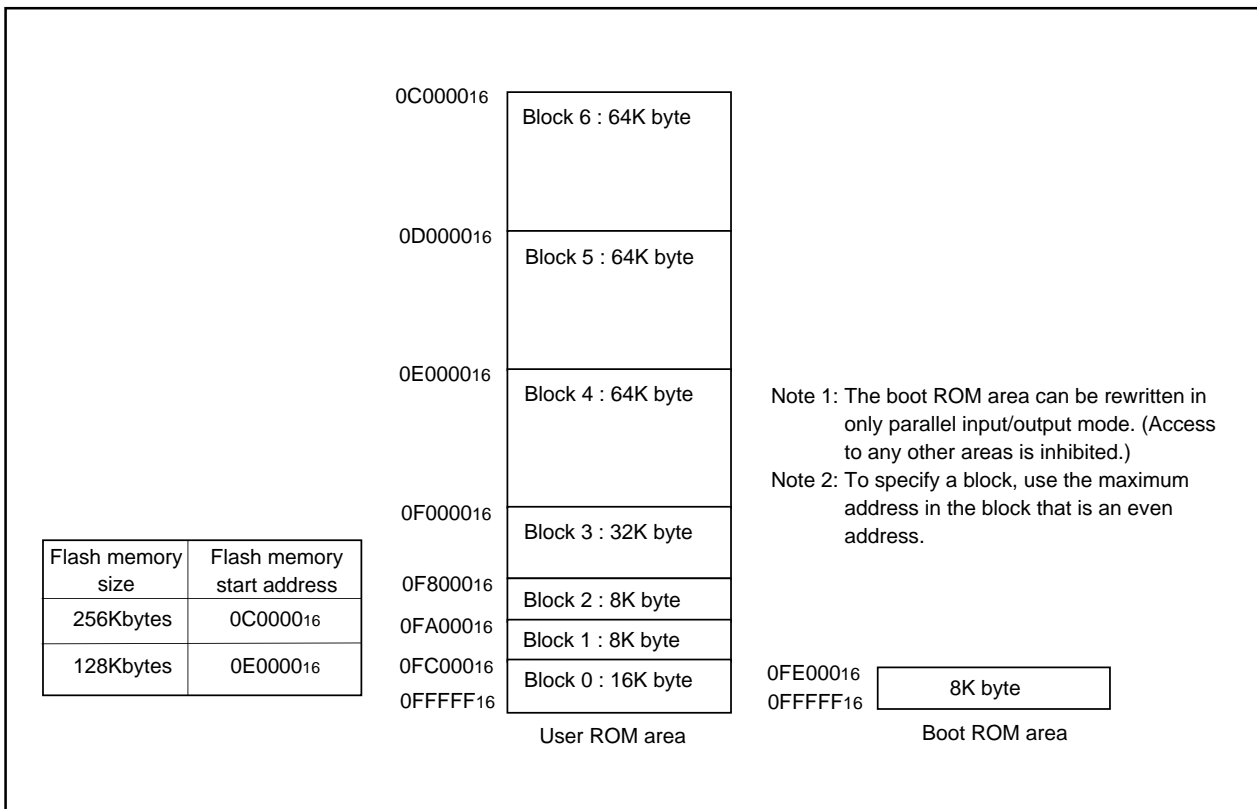 0C000016
Block 6 : 64K byte
0D000016
Block 5 : 64K byte
0E000016
Block 4 : 64K byte
0F000016
Block 3 : 32K byte
0F800016
Block 2 : 8K byte
0FA00016
Block 1 : 8K byte
0FC00016
Block 0 : 16K byte
0FFFFF16
User ROM area
Note 1: The boot ROM area can be rewritten in
only parallel input/output mode. (Access
to any other areas is inhibited.)
Note 2: To specify a block, use the maximum
address in the block that is an even
address.
Flash memory
size
Flash memory
start address
256Kbytes
0C000016
128Kbytes
0E000016
0FE00016
8K byte
0FFFFF16
Boot ROM area